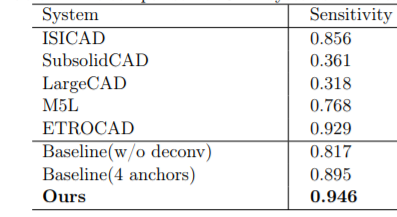 System Sensitivity
ISICAD 0.856
SubsolidCAD 0.361
LargeCAD 0.318
M5L 0.768
ETROCAD 0.929
Baseline(w/o deconv) 0.817
Baseline(4 anchors) 0.895
Ours 0.946